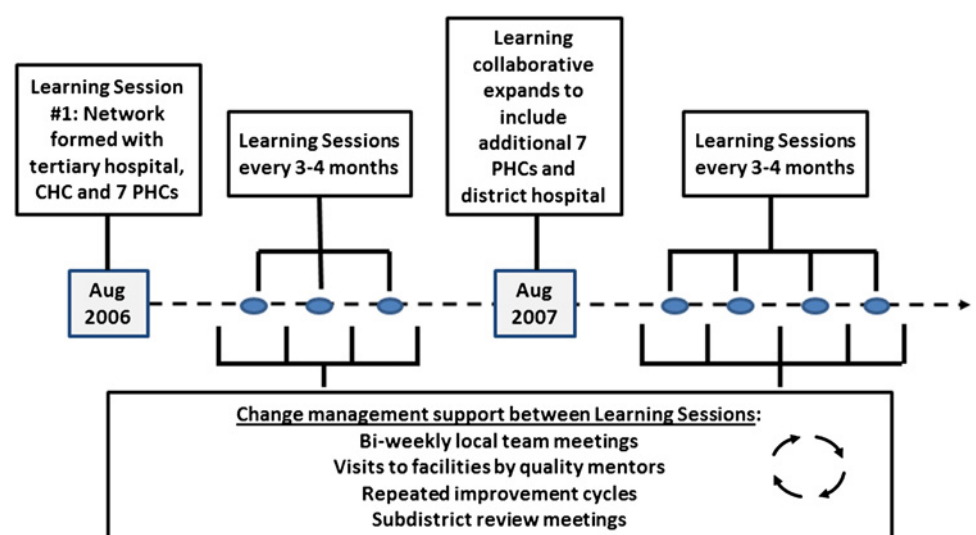 Learning Session
#1: Network
formed with
tertiary hospital,
CHC and 7 PHCs
Learning Sessions
every 3-4 months
Learning
collaborative
expands to
include
additional 7
PHCs and
district hospital
Learning Sessions
every 3-4 months
Aug
2006
Aug
2007
Change management support between Learning Sessions:
Bi-weekly local team meetings
Visits to facilities by quality mentors
Repeated improvement cycles
Subdistrict review meetings